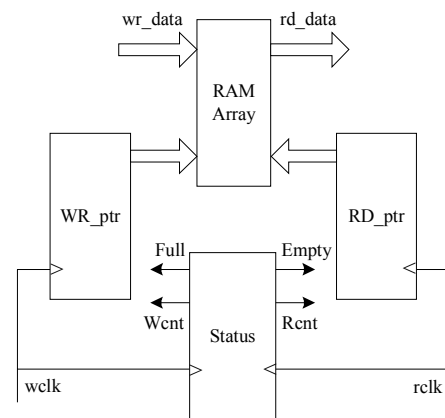 wr_data rd_data
RAM
Array
WR_ptr RD_ptr
Full Empty
Wcnt Rcnt
Status
wclk rclk